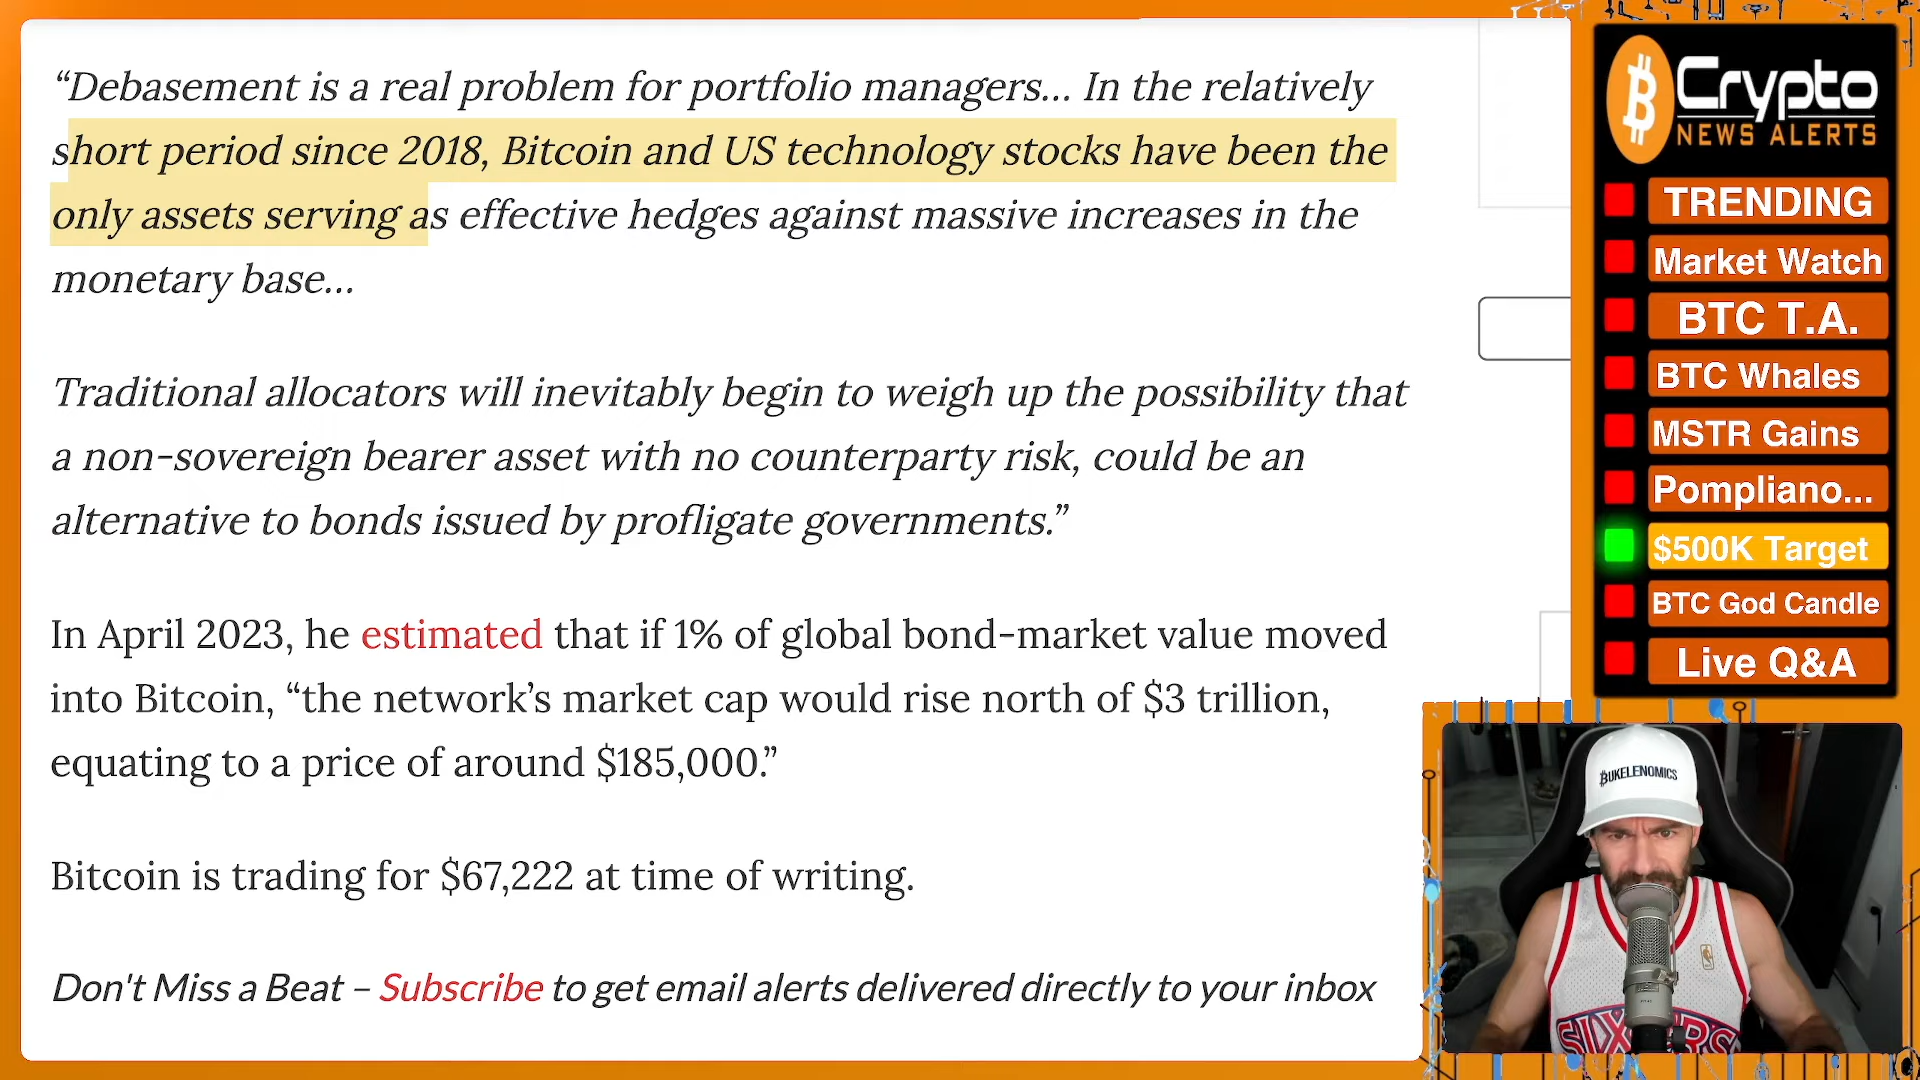 “Debasement is a real problem for portfolio managers… In the relatively
short period since 2018, Bitcoin and US technology stocks have been the
only assets serving as effective hedges against massive increases in the
monetary base…
Traditional allocators will inevitably begin to weigh up the possibility that
a non-sovereign bearer asset with no counterparty risk, could be an
alternative to bonds issued by profligate governments.”
In April 2023, he estimated that if 1% of global bond-market value moved
into Bitcoin, “the network’s market cap would rise north of $3 trillion,
equating to a price of around $185,000.”
Bitcoin is trading for $67,222 at time of writing.
Don't Miss a Beat – Subscribe to get email alerts delivered directly to your inbox
Crypto
NEWS ALERTS
TRENDING
Market Watch
BTC T.A.
BTC Whales
MSTR Gains
Pompliano...
$500K Target
BTC God Candle
Live Q&A
₿UKELENOMICS
SIXERS